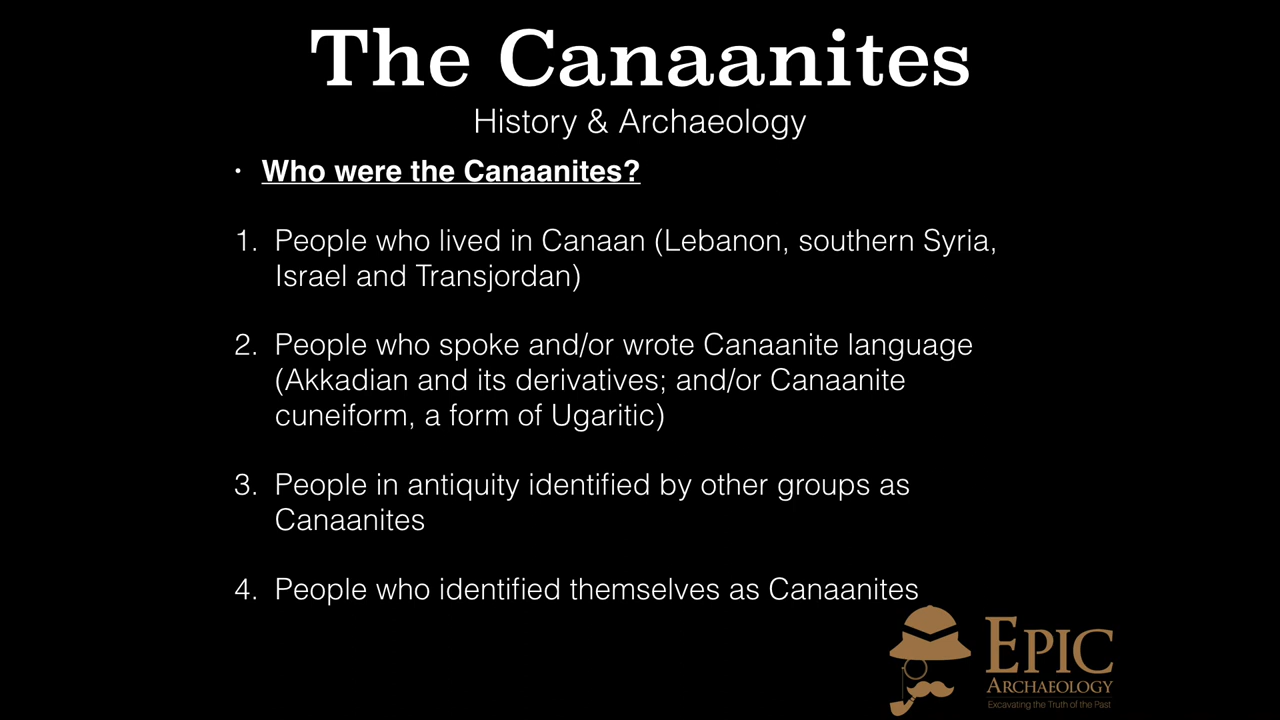 The Canaanites
History & Archaeology
• Who were the Canaanites?
1. People who lived in Canaan (Lebanon, southern Syria,
Israel and Transjordan)
2. People who spoke and/or wrote Canaanite language
(Akkadian and its derivatives; and/or Canaanite
cuneiform, a form of Ugaritic)
3. People in antiquity identified by other groups as
Canaanites
4. People who identified themselves as Canaanites
EPIC
ARCHAEOLOGY
Excavating the Truth of the Past